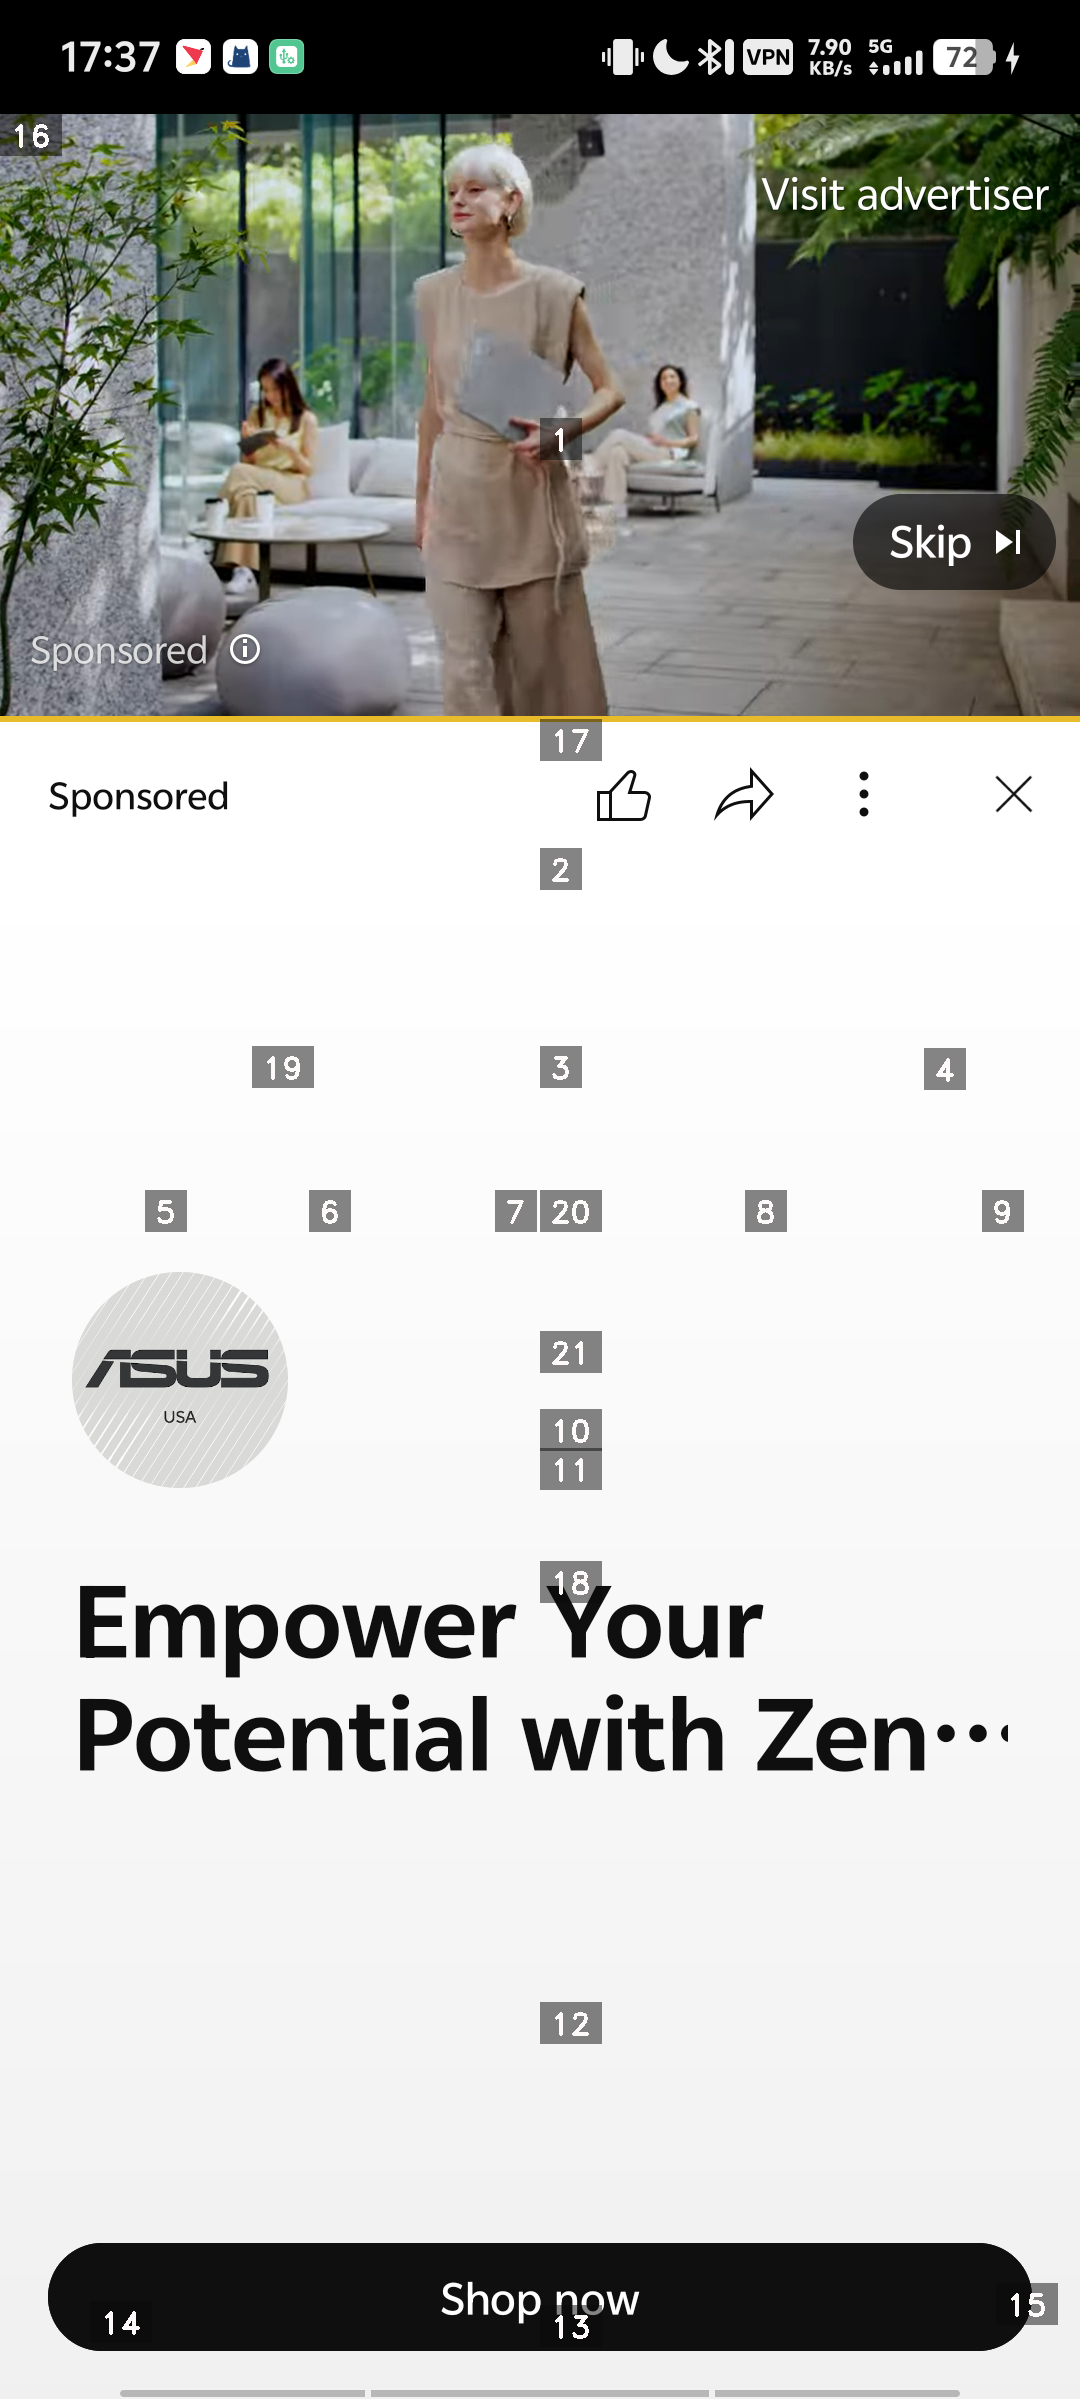 17:37
VPN
7.90
KB/s
5G
72
16
Visit advertiser
1
Skip
Sponsored
17
Sponsored
2
19
3
4
5
6
7
20
8
9
ASUS
USA
21
10
11
18
Empower Your
Potential with Zen...
12
Shop now
14
13
15